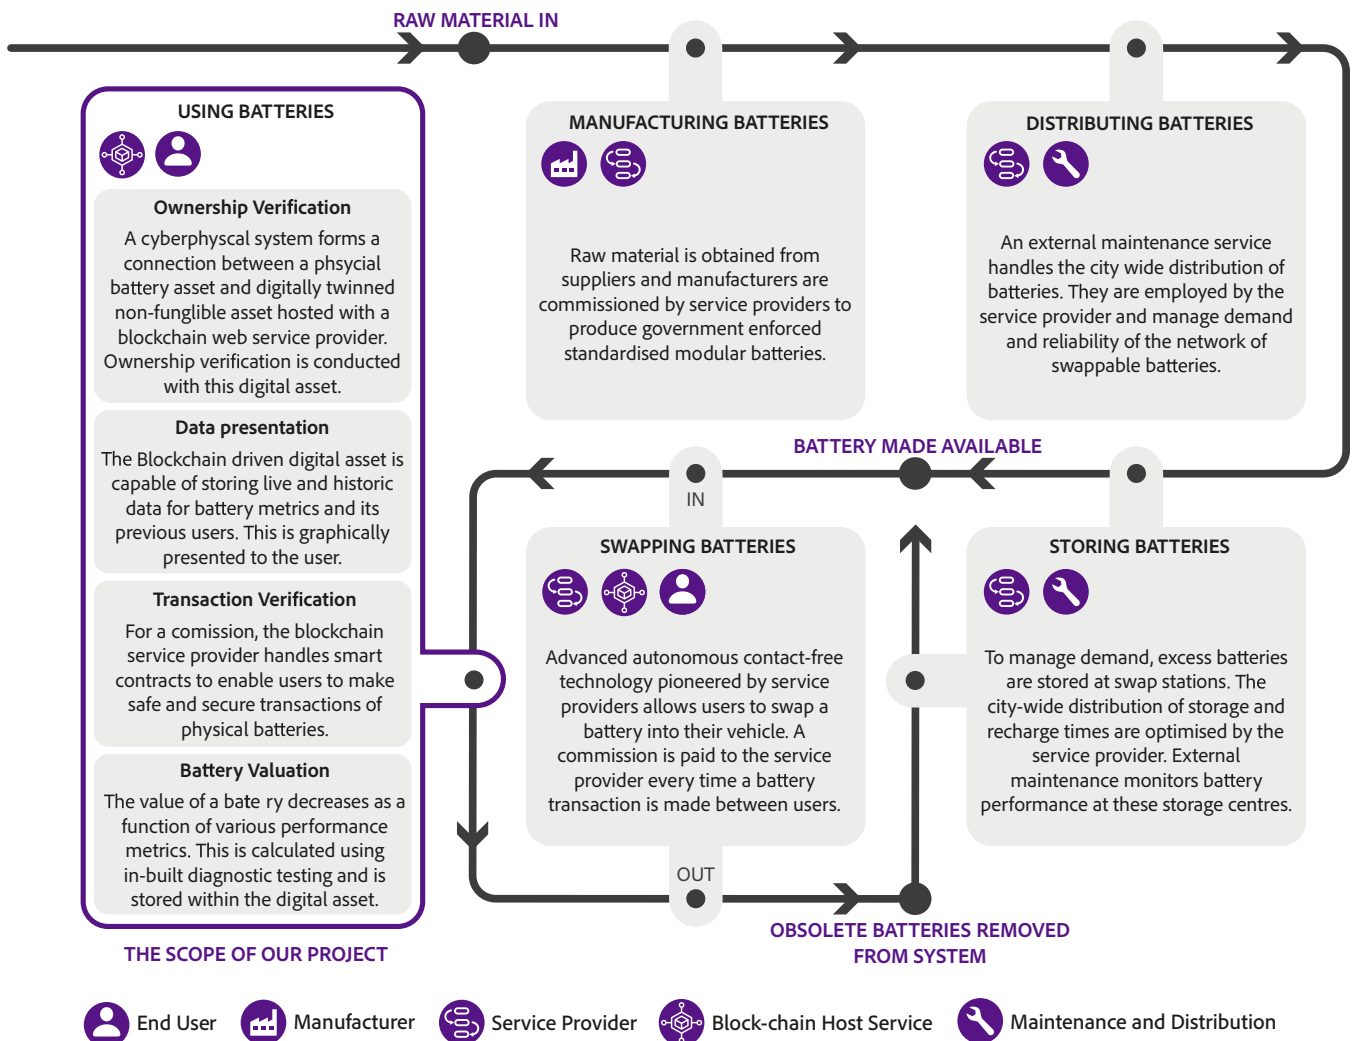 RAW MATERIAL IN
USING BATTERIES
Ownership Verification
A cyberphyscal system forms a
connection between a phsycial
battery asset and digitally twinned
non-funglible asset hosted with a
blockchain web service provider.
Ownership verification is conducted
with this digital asset.
Data presentation
The Blockchain driven digital asset is
capable of storing live and historic
data for battery metrics and its
previous users. This is graphically
presented to the user.
Transaction Verification
For a comission, the blockchain
service provider handles smart
contracts to enable users to make
safe and secure transactions of
physical batteries.
Battery Valuation
The value of a bate ry decreases as a
function of various performance
metrics. This is calculated using
in-built diagnostic testing and is
stored within the digital asset.
THE SCOPE OF OUR PROJECT
MANUFACTURING BATTERIES
Raw material is obtained from
suppliers and manufacturers are
commissioned by service providers to
produce government enforced
standardised modular batteries.
DISTRIBUTING BATTERIES
An external maintenance service
handles the city wide distribution of
batteries. They are employed by the
service provider and manage demand
and reliability of the network of
swappable batteries.
BATTERY MADE AVAILABLE
IN
SWAPPING BATTERIES
Advanced autonomous contact-free
technology pioneered by service
providers allows users to swap a
battery into their vehicle. A
commission is paid to the service
provider every time a battery
transaction is made between users.
OUT
STORING BATTERIES
To manage demand, excess batteries
are stored at swap stations. The
city-wide distribution of storage and
recharge times are optimised by the
service provider. External
maintenance monitors battery
performance at these storage centres.
OBSOLETE BATTERIES REMOVED
FROM SYSTEM
End User
Manufacturer
Service Provider
Block-chain Host Service
Maintenance and Distribution